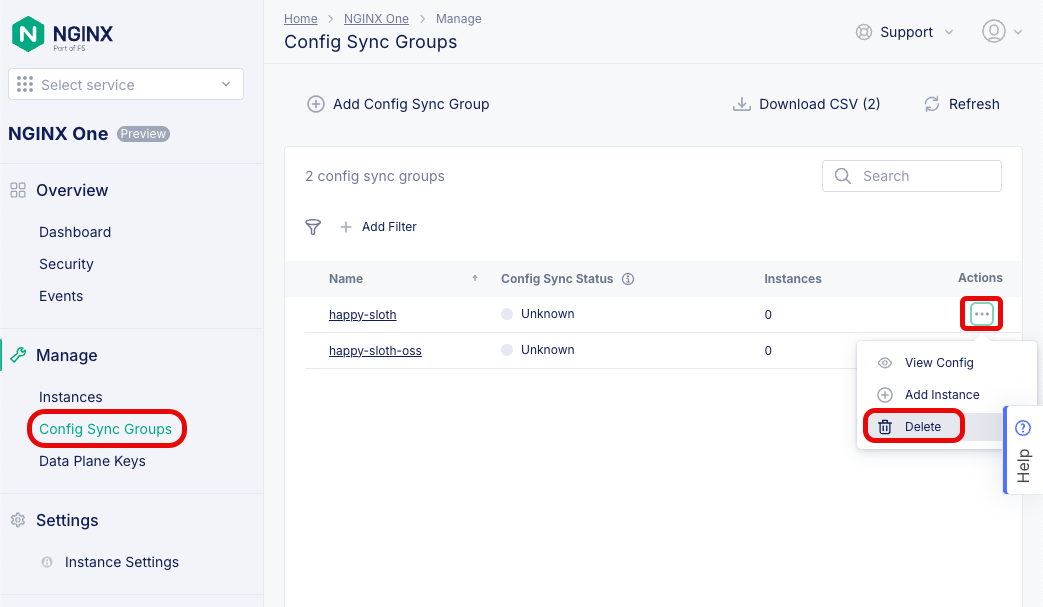 NGINX
Part of F5
Select service
NGINX One Preview
Overview
Dashboard
Security
Events
Manage
Instances
Config Sync Groups
Data Plane Keys
Settings
Instance Settings
Home > NGINX One > Manage
Config Sync Groups
Support
Add Config Sync Group
Download CSV (2)
Refresh
2 config sync groups
Search
Add Filter
Name Config Sync Status Instances Actions
happy-sloth Unknown 0
happy-sloth-oss Unknown 0
View Config
Add Instance
Delete
Help